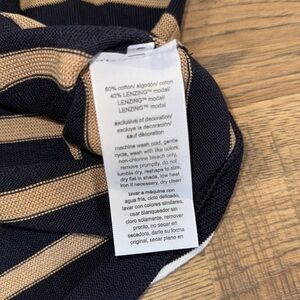 60% cotton/ algodón/ coton
40% LENZING™ modal/
LENZING™ modal/
LENZING™ modal
exclusive of decoration/
excluye la decoración/
sauf décoration
machine wash cold, gentle
cycle, wash with like colors,
non-chlorine bleach only,
remove promptly, do not
tumble dry, reshape to size,
dry flat in shade, low heat
iron if necessary, dry clean
lavar a máquina con
agua fría, ciclo delicado,
lavar con colores similares,
usar blanqueador sin
cloro solamente, remover
pronto, no secar en
secadora, darle su forma
original, secar plano en